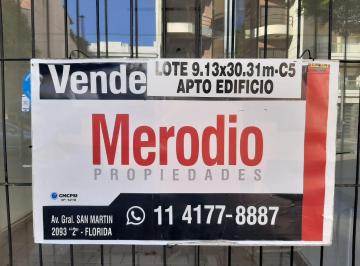 Vende
LOTE 9.13x30.31m-C5
APTO EDIFICIO
Merodio
PROPIEDADES
CMCPSI
Av. Gral. SAN MARTIN
2093 "2" - FLORIDA
11 4177-8887